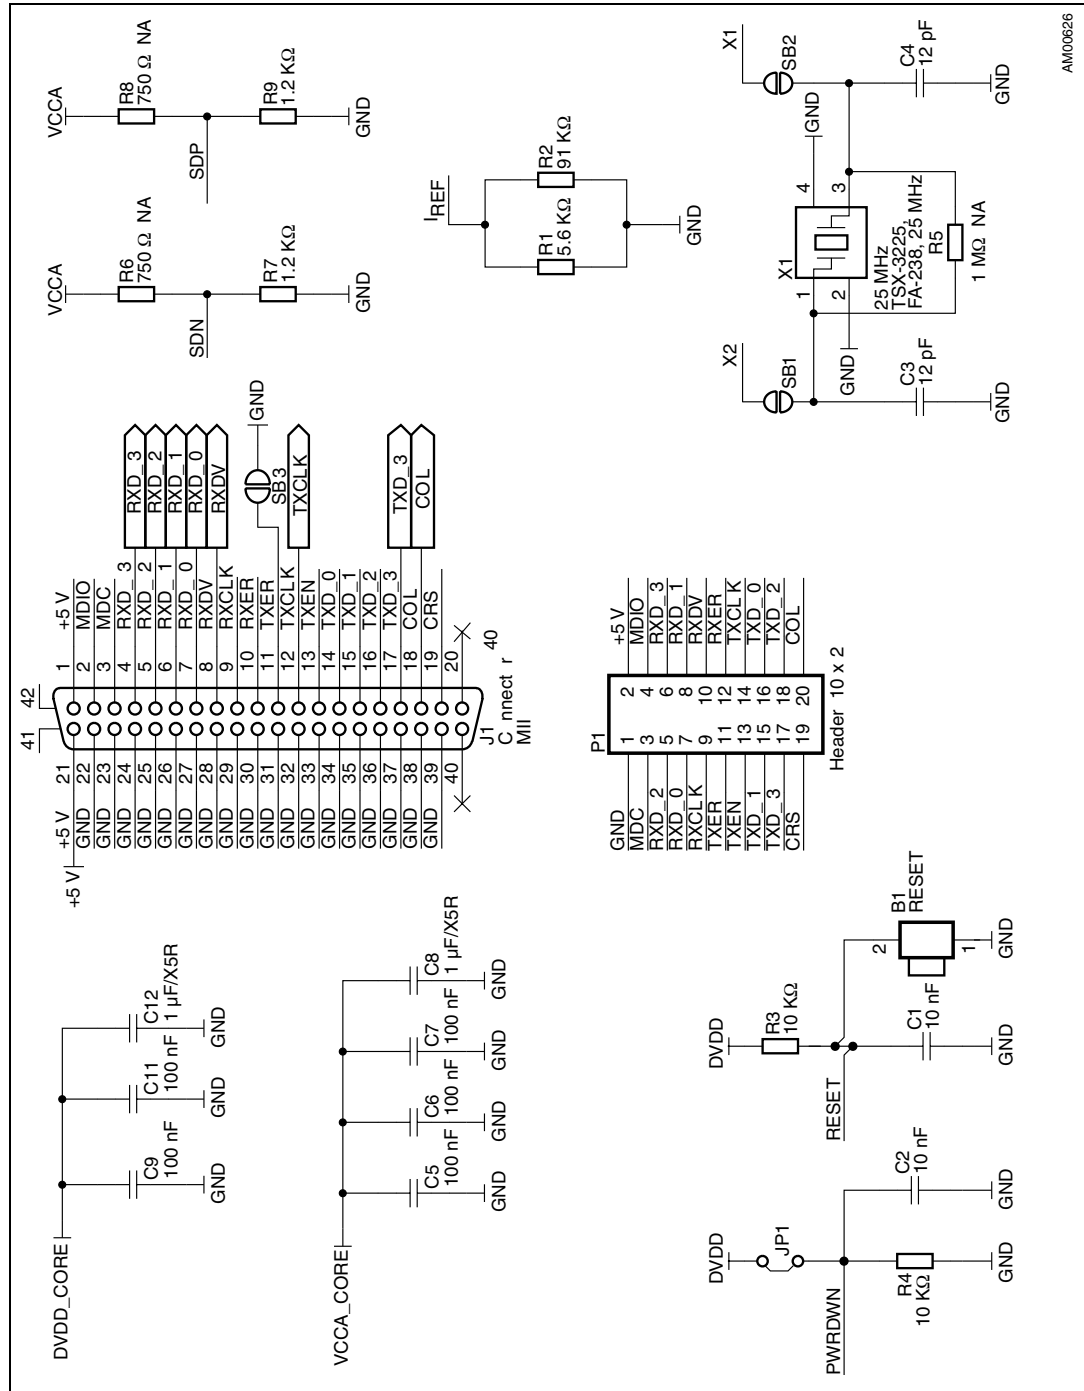 DVDD_CORE
C9
100 nF
GND
C11
100 nF
GND
C12
1 µF/X5R
GND
VCCA_CORE
C5
100 nF
GND
C6
100 nF
GND
C7
100 nF
GND
C8
1 µF/X5R
GND
+5 V
+5 V 21
GND 22
GND 23
GND 24
GND 25
GND 26
GND 27
GND 28
GND 29
GND 30
GND 31
GND 32
GND 33
GND 34
GND 35
GND 36
GND 37
GND 38
GND 39
40
41
42
1 +5 V
2 MDIO
3 MDC
4 RXD_3
5 RXD_2
6 RXD_1
7 RXD_0
8 RXDV
9 RXCLK
10 RXER
11 TXER
12 TXCLK
13 TXEN
14 TXD_0
15 TXD_1
16 TXD_2
17 TXD_3
18 COL
19 CRS
20
J1
C nnect r 40
MII
RXD_3
RXD_2
RXD_1
RXD_0
RXDV
SB3
GND
TXCLK
TXD_3
COL
VCCA
R6
750 Ω NA
SDN
R7
1.2 KΩ
GND
VCCA
R8
750 Ω NA
SDP
R9
1.2 KΩ
GND
IREF
R1
5.6 KΩ
R2
91 KΩ
GND
PWRDWN
DVDD
JP1
R4
10 KΩ
GND
C2
10 nF
GND
RESET
DVDD
R3
10 KΩ
C1
10 nF
GND
2
B1
RESET
1
GND
P1
GND 1 2 +5 V
MDC 3 4 MDIO
RXD_2 5 6 RXD_3
RXD_0 7 8 RXD_1
RXCLK 9 10 RXDV
TXER 11 12 RXER
TXEN 13 14 TXCLK
TXD_1 15 16 TXD_0
TXD_3 17 18 TXD_2
CRS 19 20 COL
Header 10 x 2
X2
SB1
C3
12 pF
GND
GND
X1
1
2
4
3
GND
25 MHz
TSX-3225,
FA-238, 25 MHz
R5
1 MΩ NA
X1
SB2
C4
12 pF
GND
AM00626